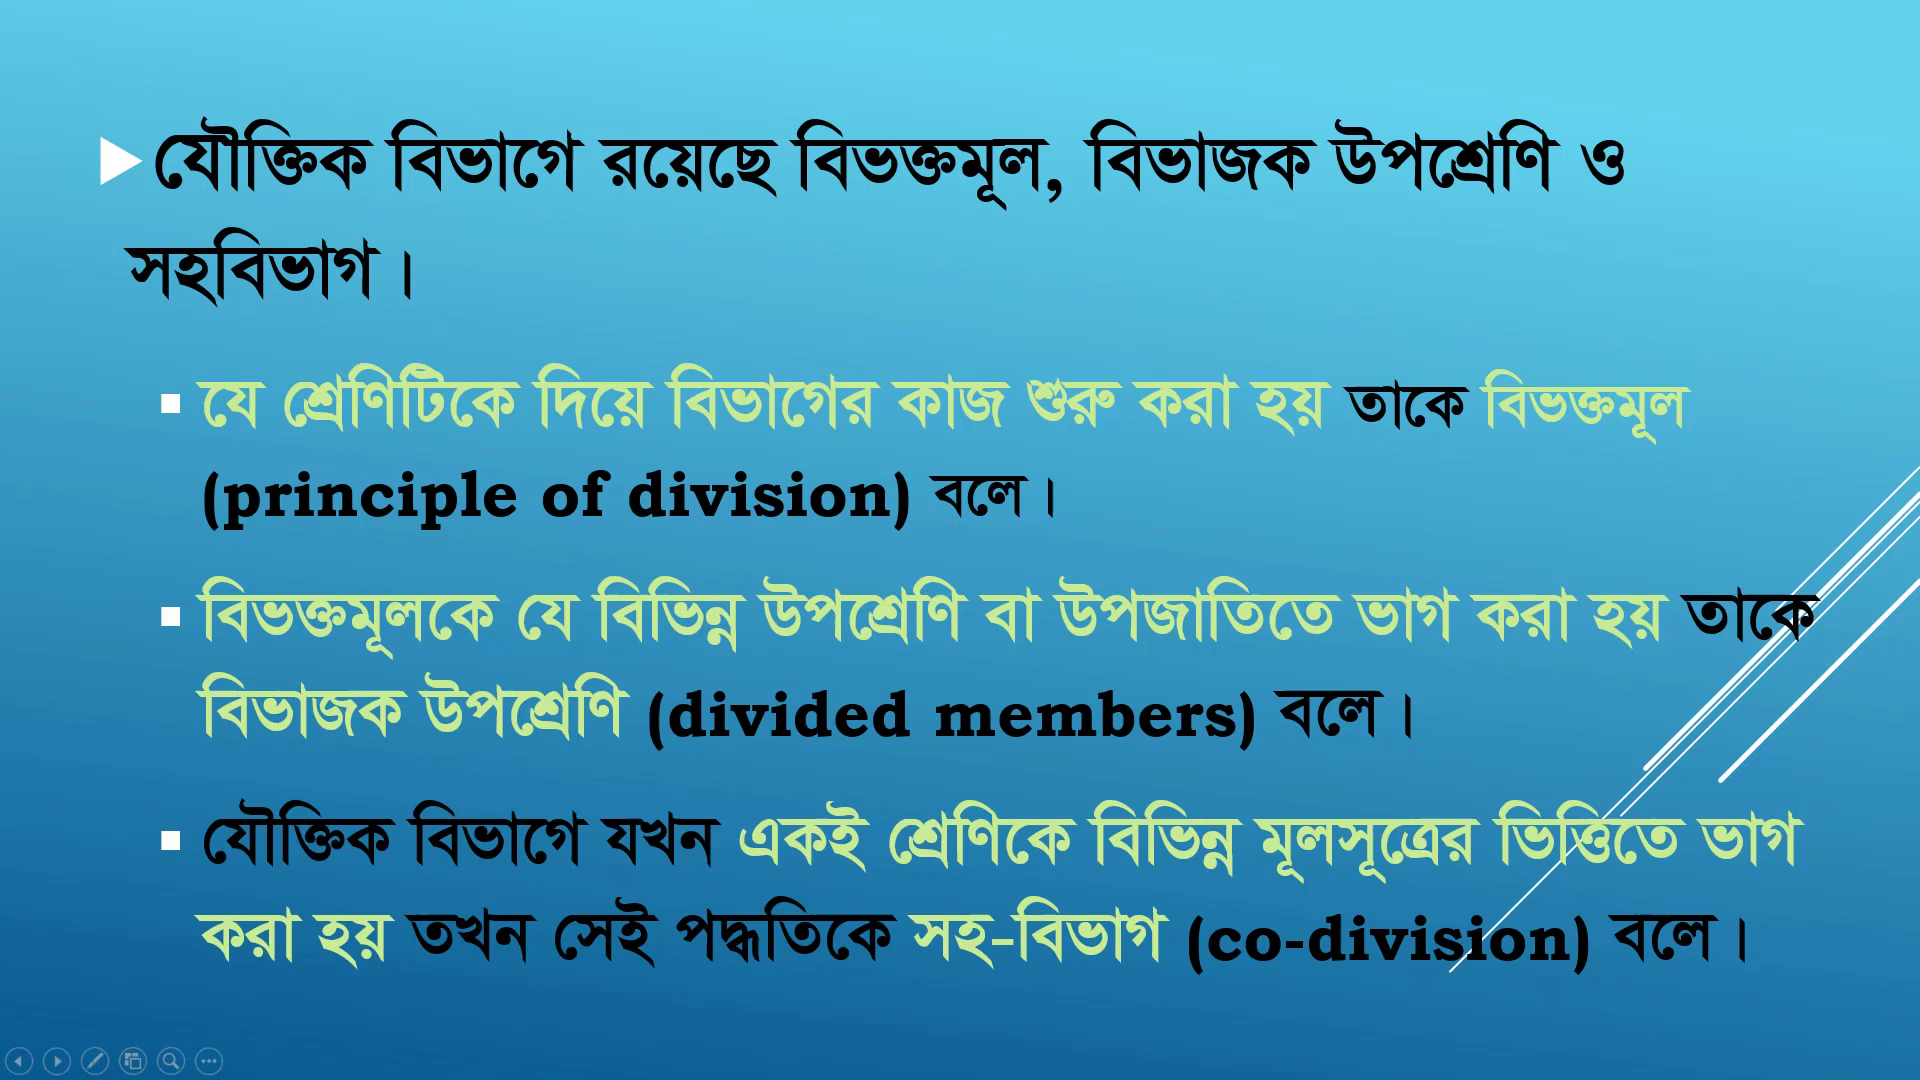 যৌক্তিক বিভাগে রয়েছে বিভক্তমূল, বিভাজক উপশ্রেণি ও
সহবিভাগ।
যে শ্রেণিটিকে দিয়ে বিভাগের কাজ শুরু করা হয় তাকে বিভক্তমূল
(principle of division) বলে।
বিভক্তমূলকে যে বিভিন্ন উপশ্রেণি বা উপজাতিতে ভাগ করা হয় তাকে
বিভাজক উপশ্রেণি (divided members) বলে।
যৌক্তিক বিভাগে যখন একই শ্রেণিকে বিভিন্ন মূলসূত্রের ভিত্তিতে ভাগ
করা হয় তখন সেই পদ্ধতিকে সহ-বিভাগ (co-division) বলে।